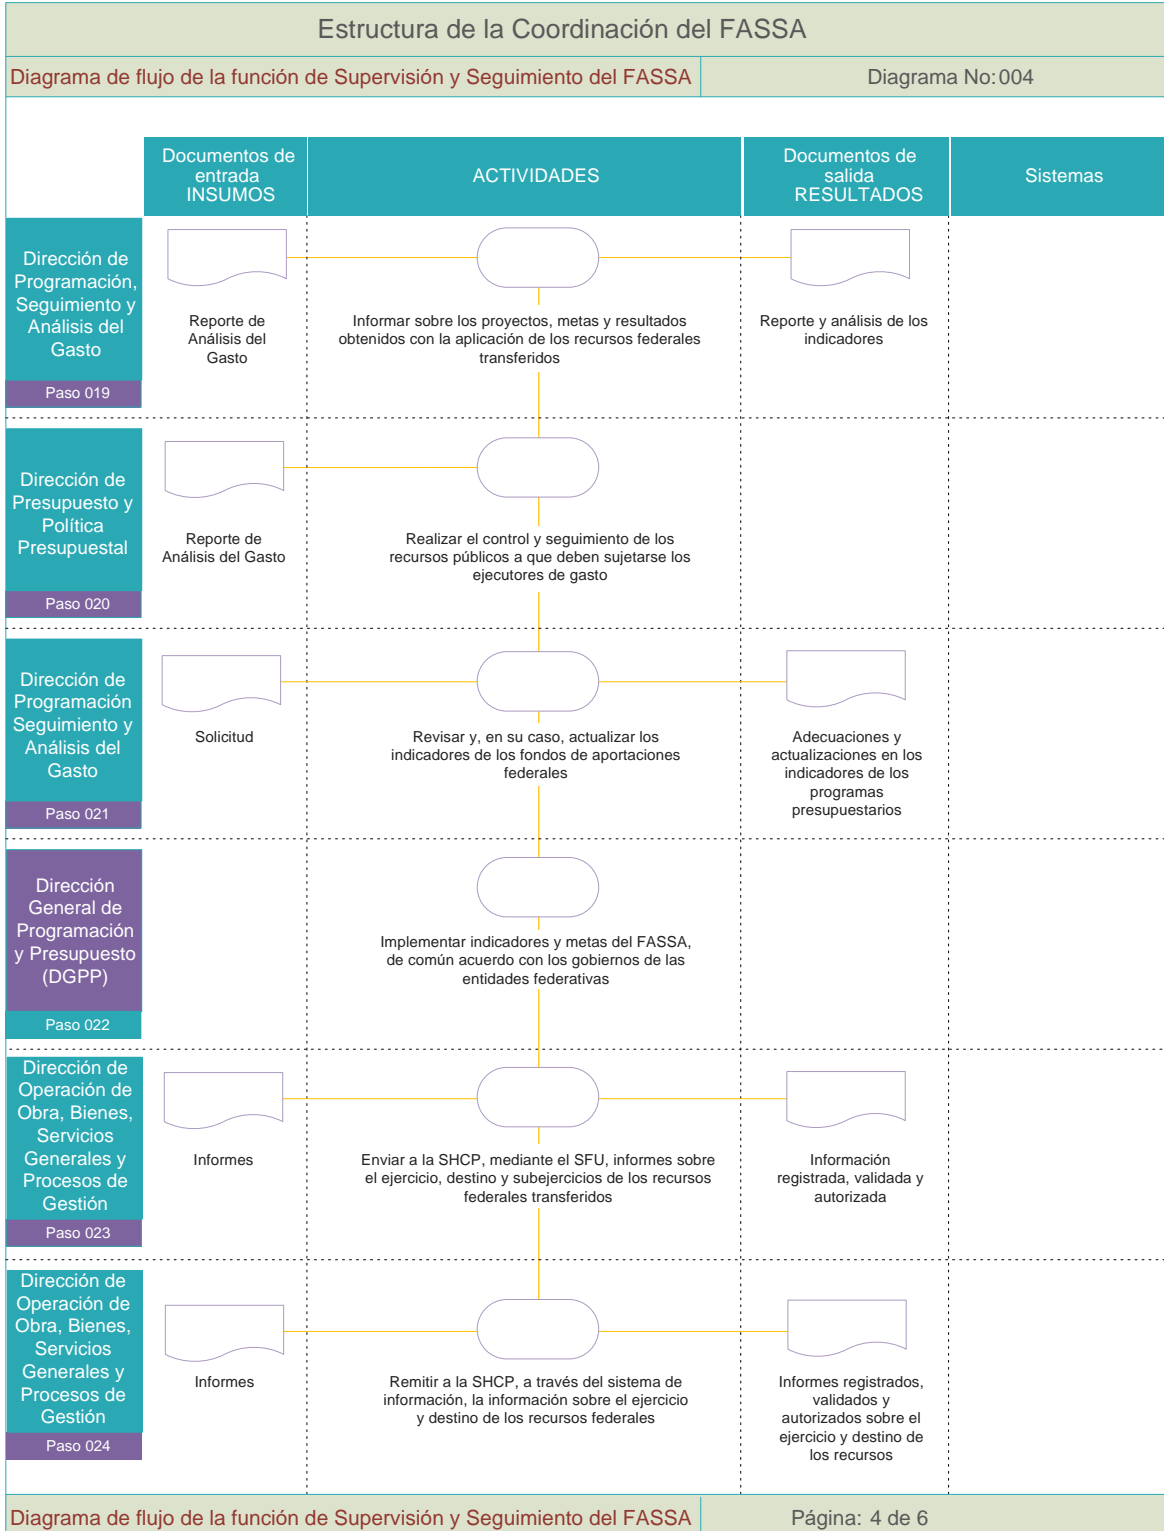 Estructura de la Coordinación del FASSA
Diagrama de flujo de la función de Supervisión y Seguimiento del FASSA
Diagrama No:004
Documentos de
entrada
INSUMOS
ACTIVIDADES
Documentos de
salida
RESULTADOS
Sistemas
Dirección de
Programación,
Seguimiento y
Análisis del
Gasto
Paso 019
Reporte de
Análisis del
Gasto
Informar sobre los proyectos, metas y resultados
obtenidos con la aplicación de los recursos federales
transferidos
Reporte y análisis de los
indicadores
Dirección de
Presupuesto y
Política
Presupuestal
Paso 020
Reporte de
Análisis del Gasto
Realizar el control y seguimiento de los
recursos públicos a que deben sujetarse los
ejecutores de gasto
Dirección de
Programación
Seguimiento y
Análisis del
Gasto
Paso 021
Solicitud
Revisar y, en su caso, actualizar los
indicadores de los fondos de aportaciones
federales
Adecuaciones y
actualizaciones en los
indicadores de los
programas
presupuestarios
Dirección
General de
Programación
y Presupuesto
(DGPP)
Paso 022
Implementar indicadores y metas del FASSA,
de común acuerdo con los gobiernos de las
entidades federativas
Dirección de
Operación de
Obra, Bienes,
Servicios
Generales y
Procesos de
Gestión
Paso 023
Informes
Enviar a la SHCP, mediante el SFU, informes sobre
el ejercicio, destino y subejercicios de los recursos
federales transferidos
Información
registrada, validada y
autorizada
Dirección de
Operación de
Obra, Bienes,
Servicios
Generales y
Procesos de
Gestión
Paso 024
Informes
Remitir a la SHCP, a través del sistema de
información, la información sobre el ejercicio
y destino de los recursos federales
Informes registrados,
validados y
autorizados sobre el
ejercicio y destino de
los recursos
Diagrama de flujo de la función de Supervisión y Seguimiento del FASSA
Página: 4 de 6